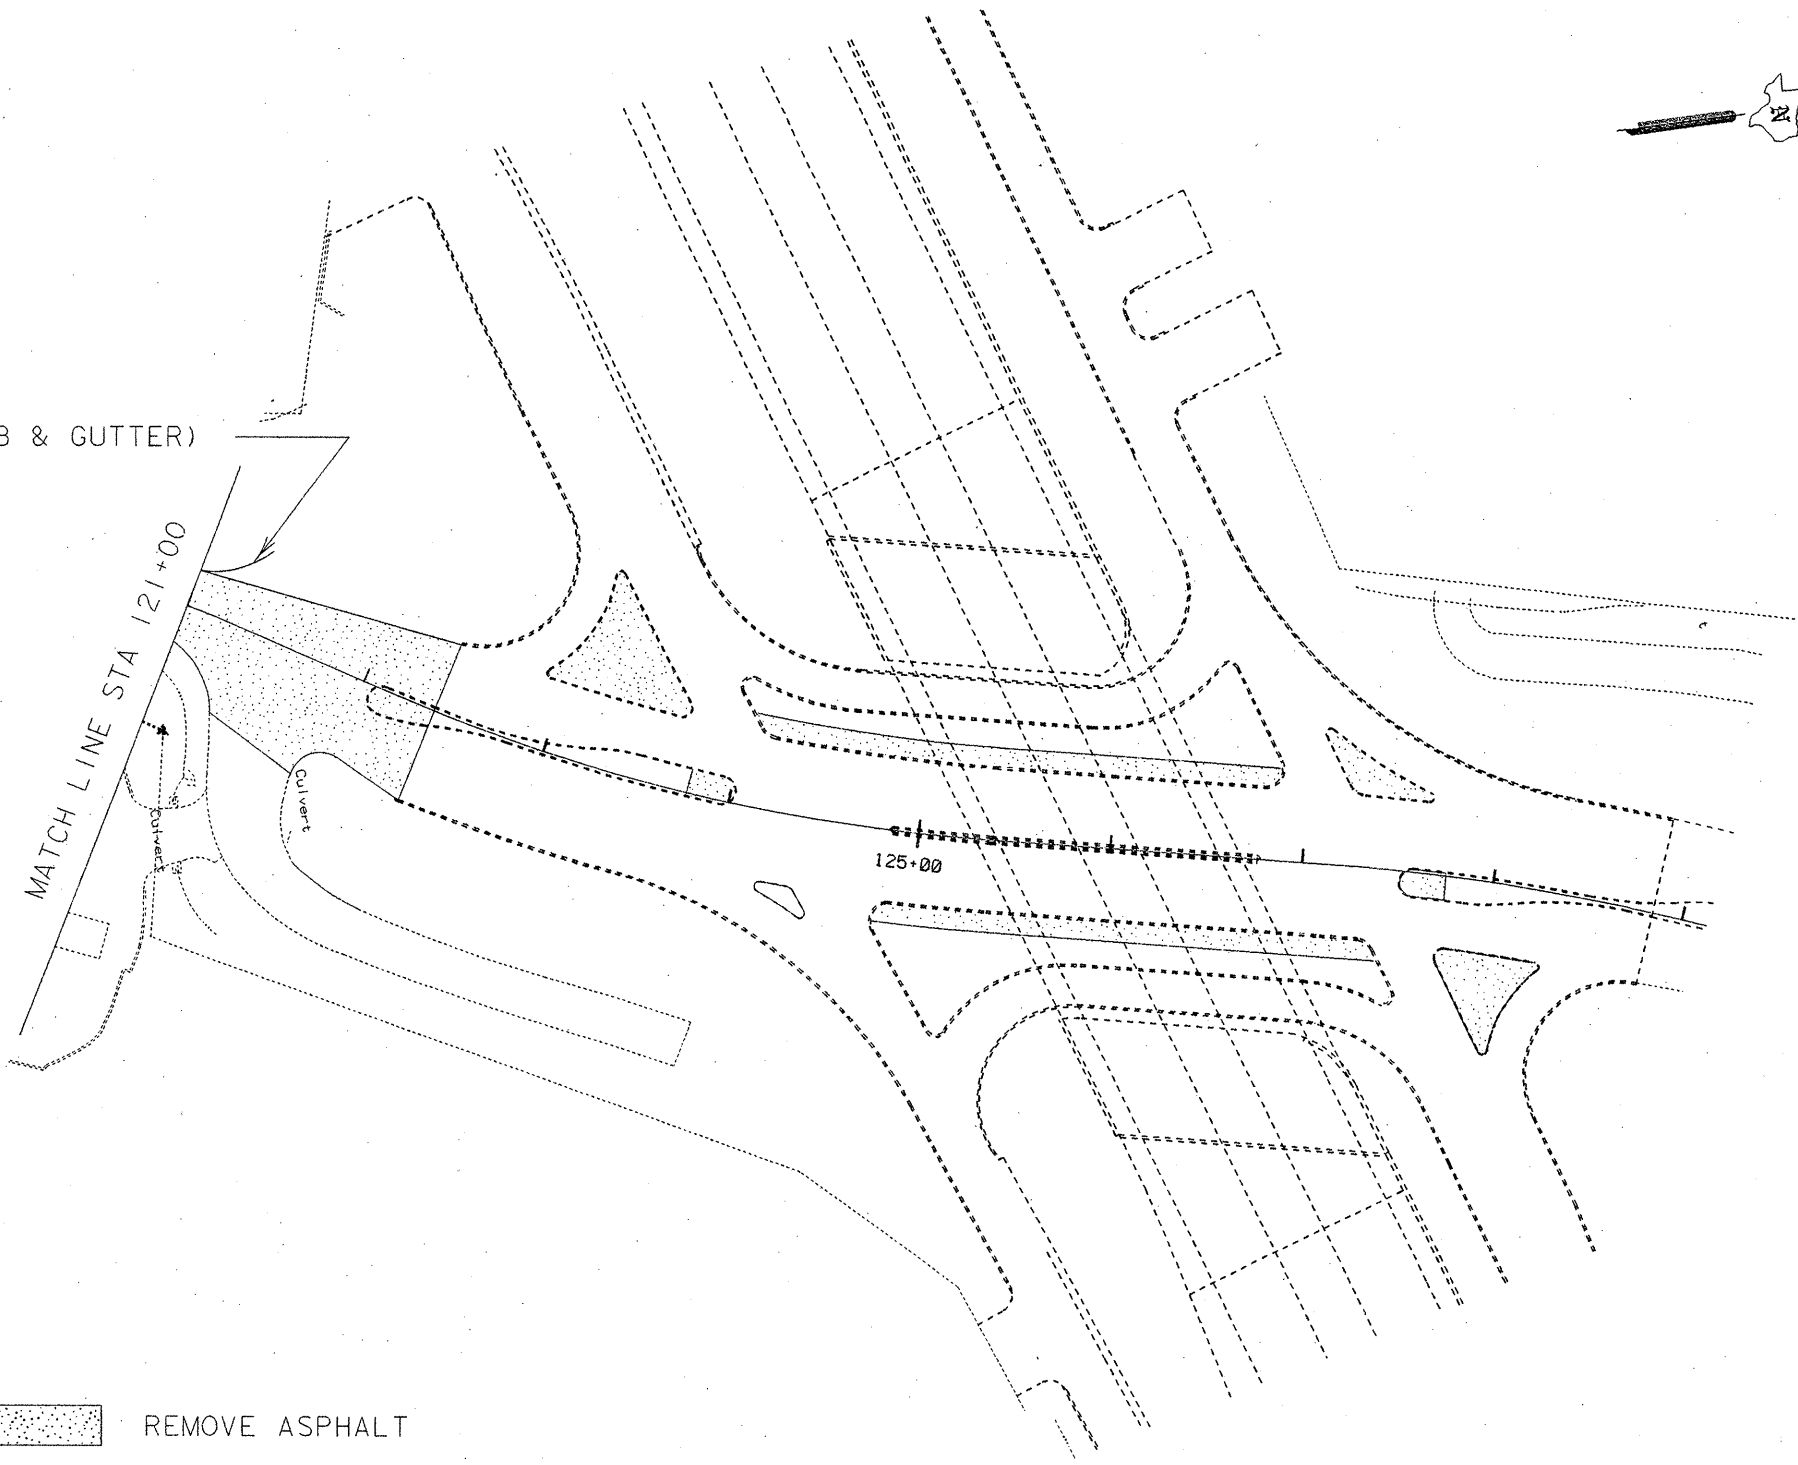 B & GUTTER)
MATCH LINE STA 121+00
Culvert
Culvert
125+00
N
REMOVE ASPHALT